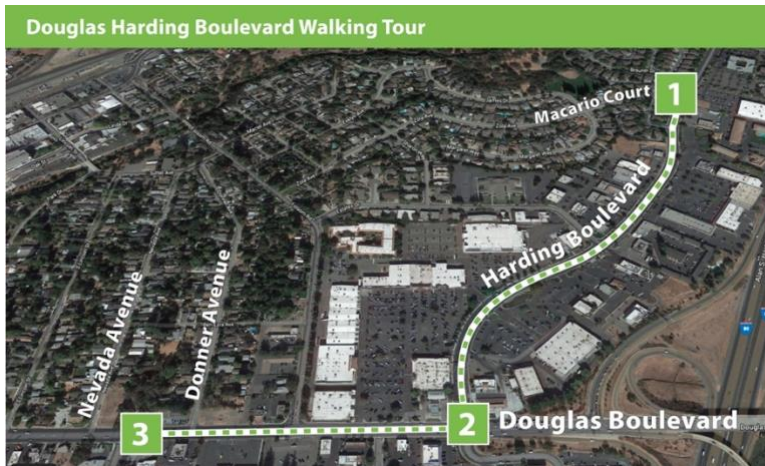 Douglas Harding Boulevard Walking Tour
Macario Court
1
Harding Boulevard
Nevada Avenue
Donner Avenue
2
Douglas Boulevard
3